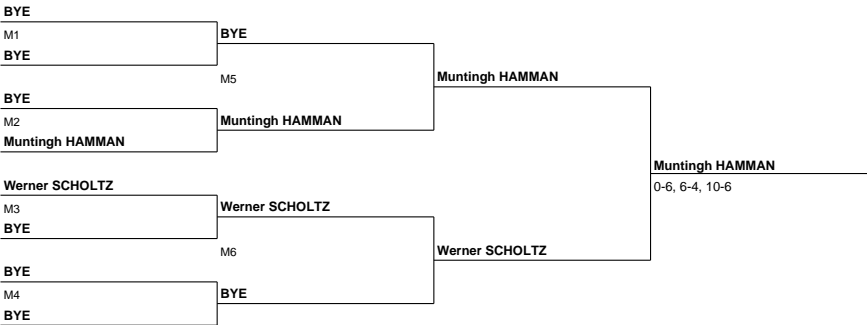 BYE
M1
BYE
BYE
M5
BYE
M2
Muntingh HAMMAN
Muntingh HAMMAN
Muntingh HAMMAN
Muntingh HAMMAN
0-6, 6-4, 10-6
Werner SCHOLTZ
M3
BYE
Werner SCHOLTZ
M6
Werner SCHOLTZ
BYE
M4
BYE
BYE